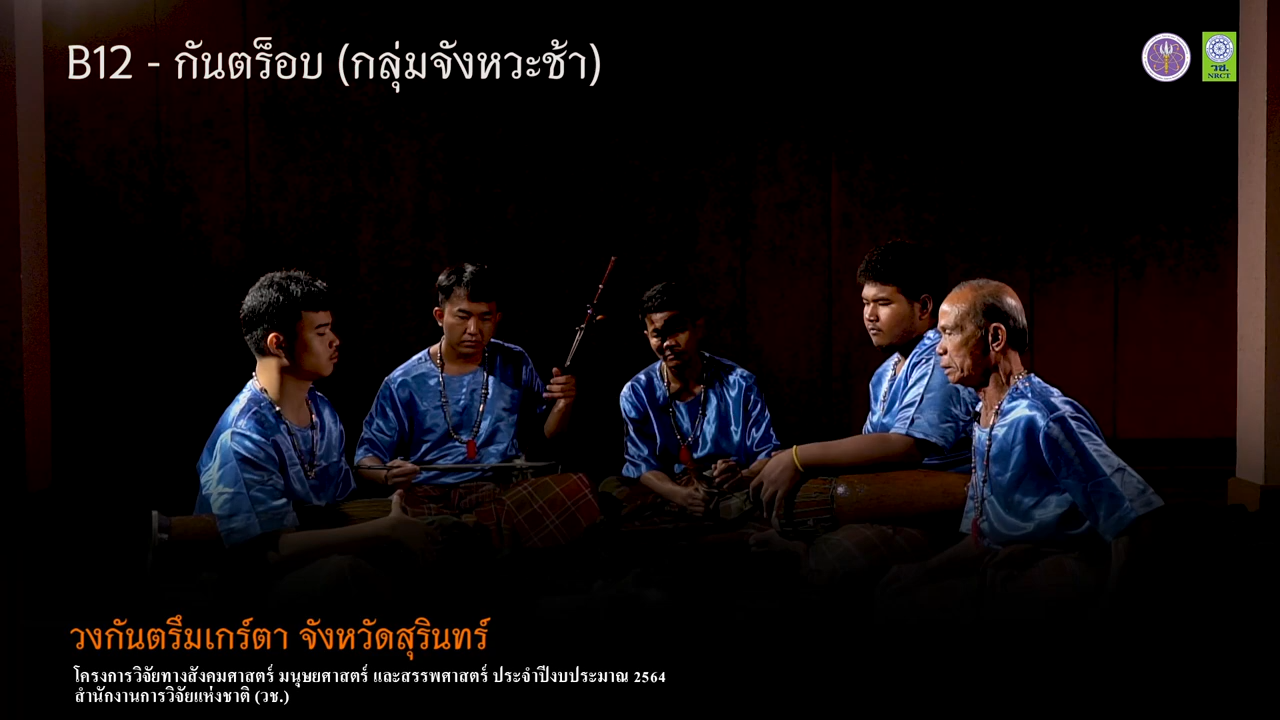 B12 - กันตร็อบ (กลุ่มจังหวะช้า)
วช.
NRCT
วงกันตรึมเกร์ตา จังหวัดสุรินทร์
โครงการวิจัยทางสังคมศาสตร์ มนุษยศาสตร์ และสรรพศาสตร์ ประจำปีงบประมาณ 2564
สำนักงานการวิจัยแห่งชาติ (วช.)